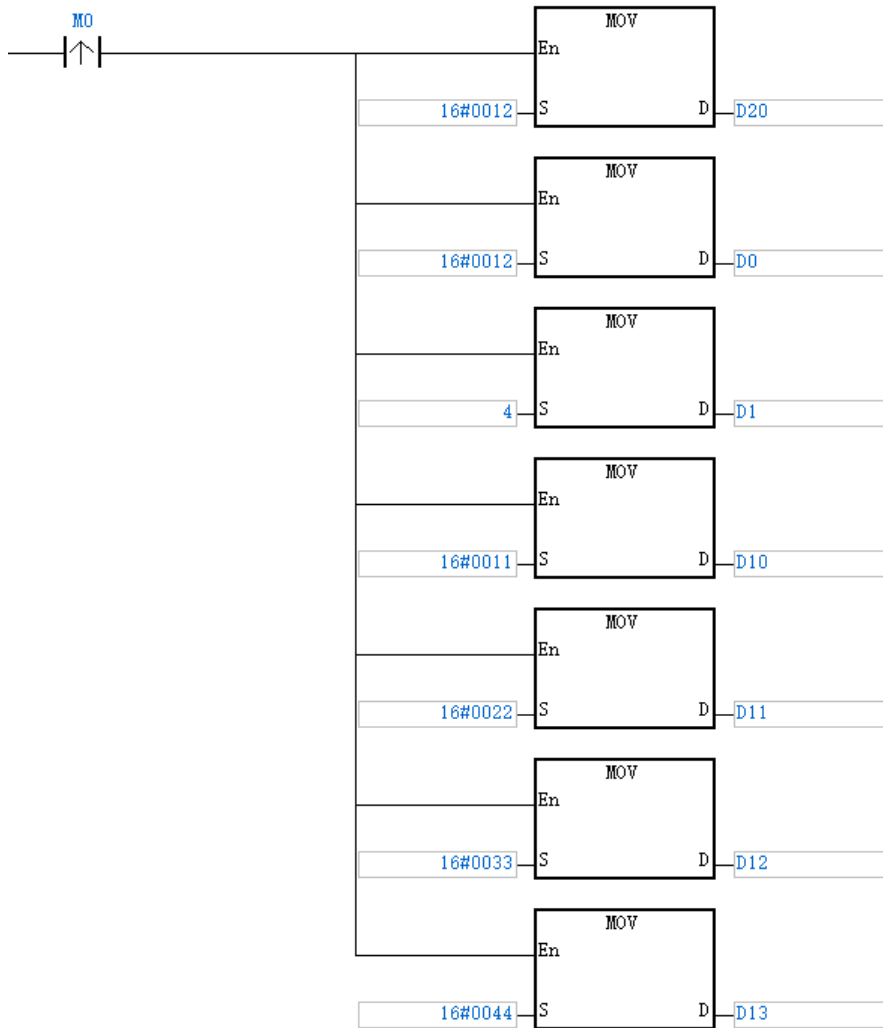 M0
MOV
En
16#0012 S D D20
MOV
En
16#0012 S D D0
MOV
En
4 S D D1
MOV
En
16#0011 S D D10
MOV
En
16#0022 S D D11
MOV
En
16#0033 S D D12
MOV
En
16#0044 S D D13